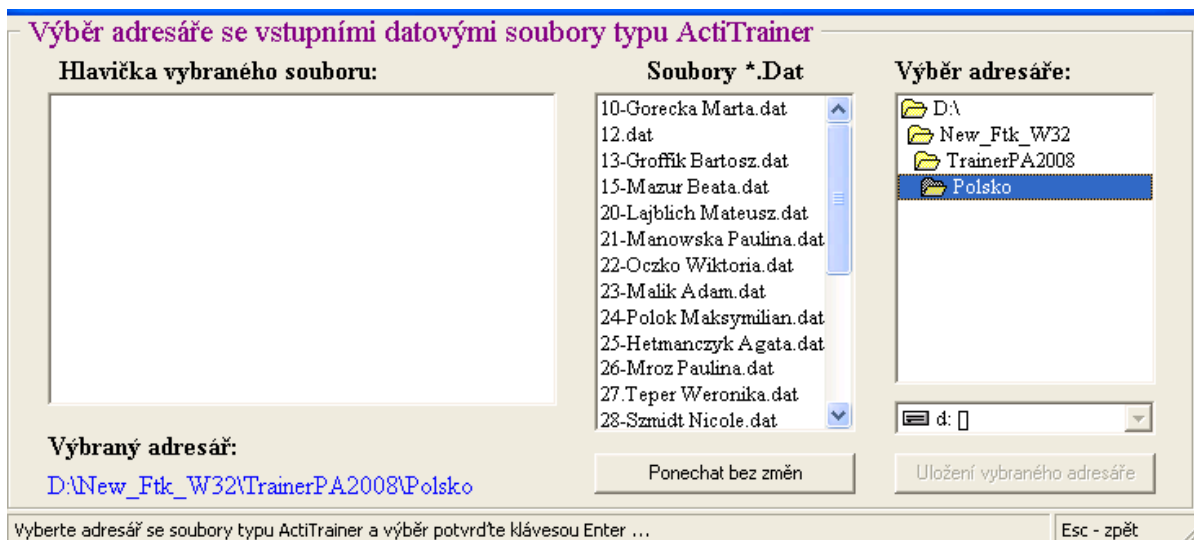 Výběr adresáře se vstupními datovými soubory typu ActiTrainer
Hlavička vybraného souboru:
Soubory *.Dat
Výběr adresáře:
10-Gorecka Marta.dat
12.dat
13-Groffik Bartosz.dat
15-Mazur Beata.dat
20-Lajblich Mateusz.dat
21-Manowska Paulina.dat
22-Oczko Wiktoria.dat
23-Malik Adam.dat
24-Polok Maksymilian.dat
25-Hetmanczyk Agata.dat
26-Mroz Paulina.dat
27.Teper Weronika.dat
28-Szmidt Nicole.dat
D:\
New_Ftk_W32
TrainerPA2008
Polsko
d: []
Výbraný adresář:
D:\New_Ftk_W32\TrainerPA2008\Polsko
Ponechat bez změn
Uložení vybraného adresáře
Vyberte adresář se soubory typu ActiTrainer a výběr potvrďte klávesou Enter ...
Esc - zpět